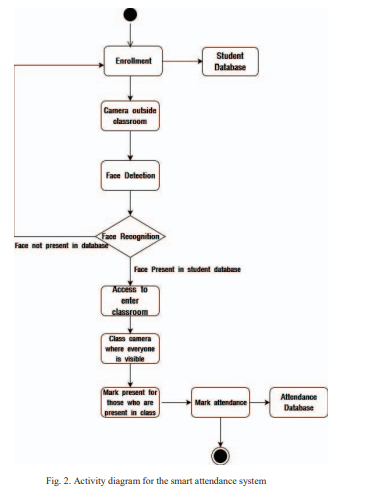 Enrollment
Student
Database
Camera outside
classroom
Face Detection
Face Recognition
Face not present in database
Face Present in student database
Access to
enter
classroom
Class camera
where everyone
is visible
Mark present for
those who are
present in class
Mark attendance
Attendance
Database
Fig. 2. Activity diagram for the smart attendance system